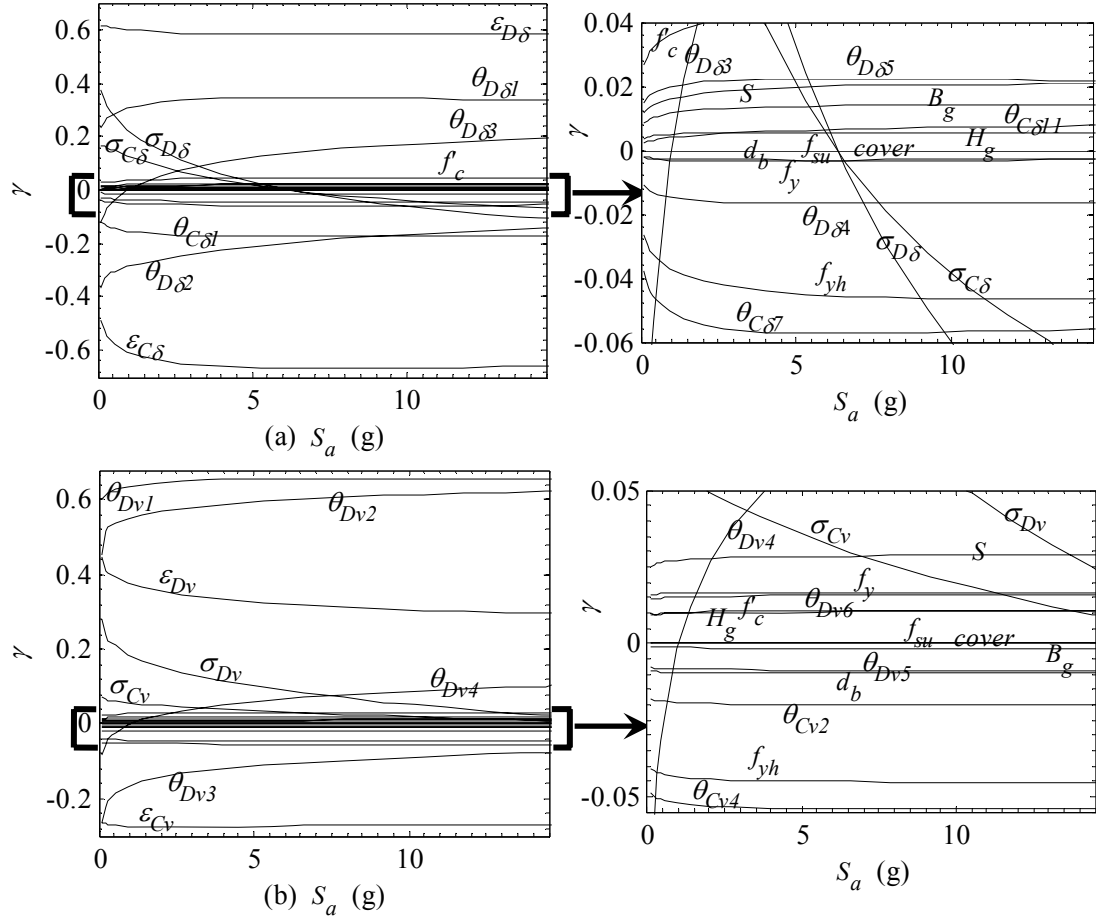 0.6
0.4
0.2
0
-0.2
-0.4
-0.6
γ
ε_Dδ
θ_Dδ1
θ_Dδ3
σ_Dδ
σ_Cδ
f'_c
θ_Cδ1
θ_Dδ2
ε_Cδ
0 5 10
(a) S_a (g)
0.04
0.02
0
-0.02
-0.04
-0.06
γ
f'_c
θ_Dδ3
θ_Dδ5
S
B_g
θ_Cδ11
d_b
f_su
cover
H_g
f_y
θ_Dδ4
σ_Dδ
f_yh
σ_Cδ
θ_Cδ7
0 5 10
S_a (g)
0.6
0.4
0.2
0
-0.2
γ
θ_Dv1
θ_Dv2
ε_Dv
σ_Dv
σ_Cv
θ_Dv4
θ_Dv3
ε_Cv
0 5 10
(b) S_a (g)
0.05
0
-0.05
γ
θ_Dv4
σ_Cv
σ_Dv
S
f_y
H_g
f'_c
θ_Dv6
f_su
cover
B_g
θ_Dv5
d_b
θ_Cv2
f_yh
θ_Cv4
0 5 10
S_a (g)